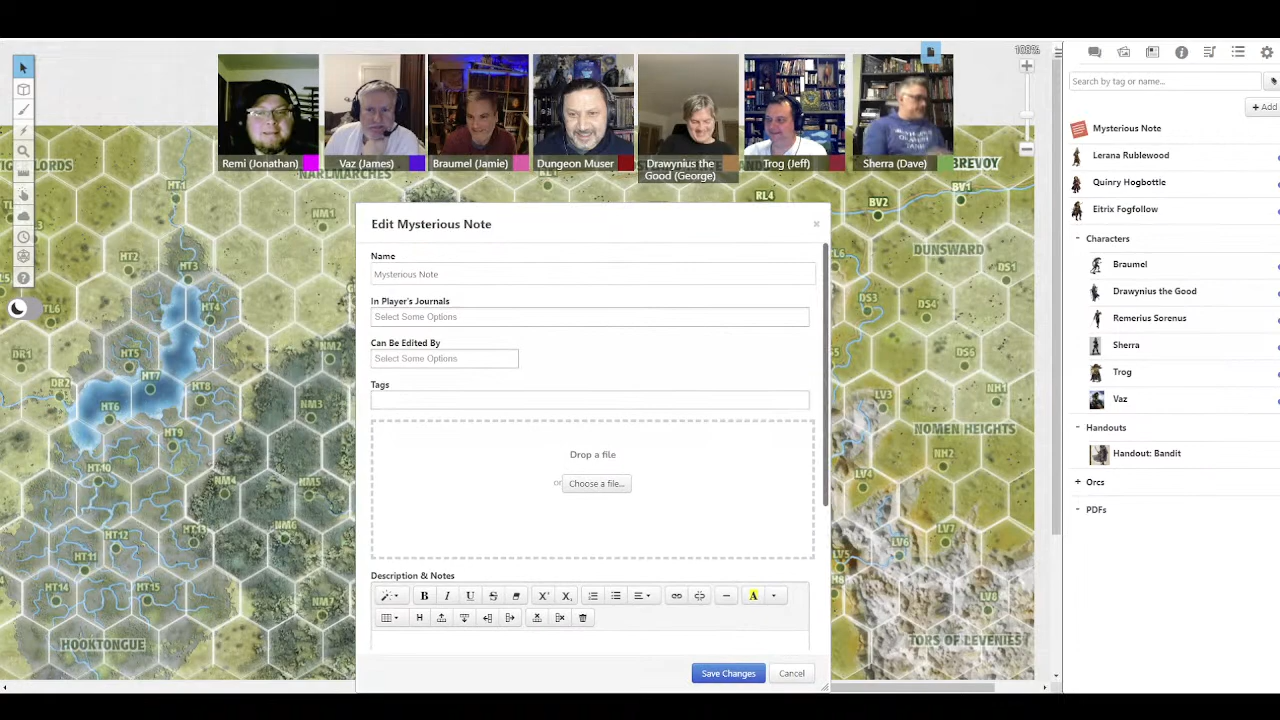 108%
Remi (Jonathan)
Vaz (James)
Braumel (Jamie)
Dungeon Muser
Drawynius the
Good (George)
Trog (Jeff)
Sherra (Dave)
BREVOY
NARLMARCHES
HT1
NM1
RL1
RL4
BV2
BV1
HT2
HT3
HT4
TL6
DR1
DR2
HT5
HT6
HT7
HT8
HT9
HT10
HT11
HT12
HT13
HT14
HT15
NM2
NM3
NM4
NM5
NM6
NM7
HOOKTONGUE
DUNSWARD
DS1
DS3
DS4
DS6
NH1
LV3
NOMEN HEIGHTS
NH2
LV4
LV5
LV6
LV7
LV8
TORS OF LEVENIES
Edit Mysterious Note
×
Name
Mysterious Note
In Player's Journals
Select Some Options
Can Be Edited By
Select Some Options
Tags
Drop a file
or Choose a file...
Description & Notes
B I U S X X
A
H
Save Changes
Cancel
Search by tag or name...
+ Add
Mysterious Note
Lerana Rublewood
Quinry Hogbottle
Eitrix Fogfollow
- Characters
Braumel
Drawynius the Good
Remerius Sorenus
Sherra
Trog
Vaz
- Handouts
Handout: Bandit
+ Orcs
- PDFs